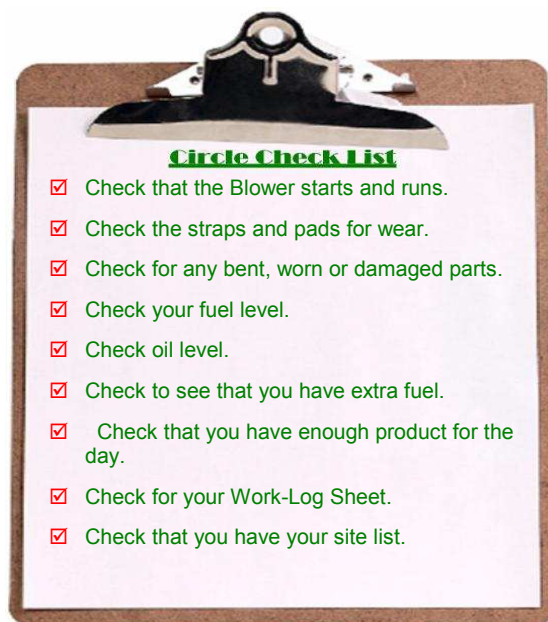 Circle Check List
Check that the Blower starts and runs.
Check the straps and pads for wear.
Check for any bent, worn or damaged parts.
Check your fuel level.
Check oil level.
Check to see that you have extra fuel.
Check that you have enough product for the
day.
Check for your Work-Log Sheet.
Check that you have your site list.